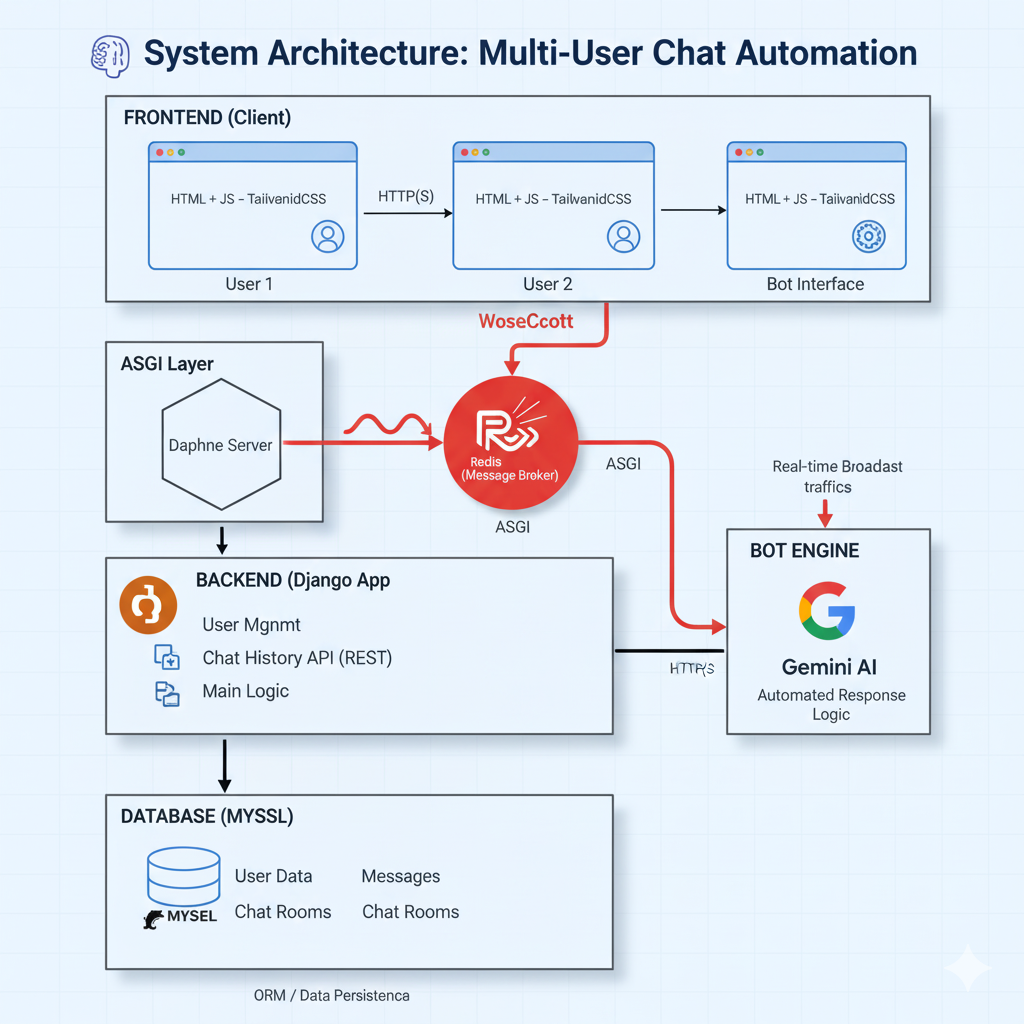 System Architecture: Multi-User Chat Automation
FRONTEND (Client)
HTML + JS – TailvanidCSS
User 1
HTTP(S)
HTML + JS – TailwanidCSS
User 2
HTML + JS – TailwanidCSS
Bot Interface
WoseCcott
ASGI Layer
Daphne Server
Redis
(Message Broker)
ASGI
ASGI
Real-time Broadast
traffics
BACKEND (Django App
User Mgnmt
Chat History API (REST)
Main Logic
BOT ENGINE
Gemini AI
Automated Response
Logic
DATABASE (MYSSL)
User Data
Messages
MYSEL
Chat Rooms
Chat Rooms
ORM / Data Persistenca